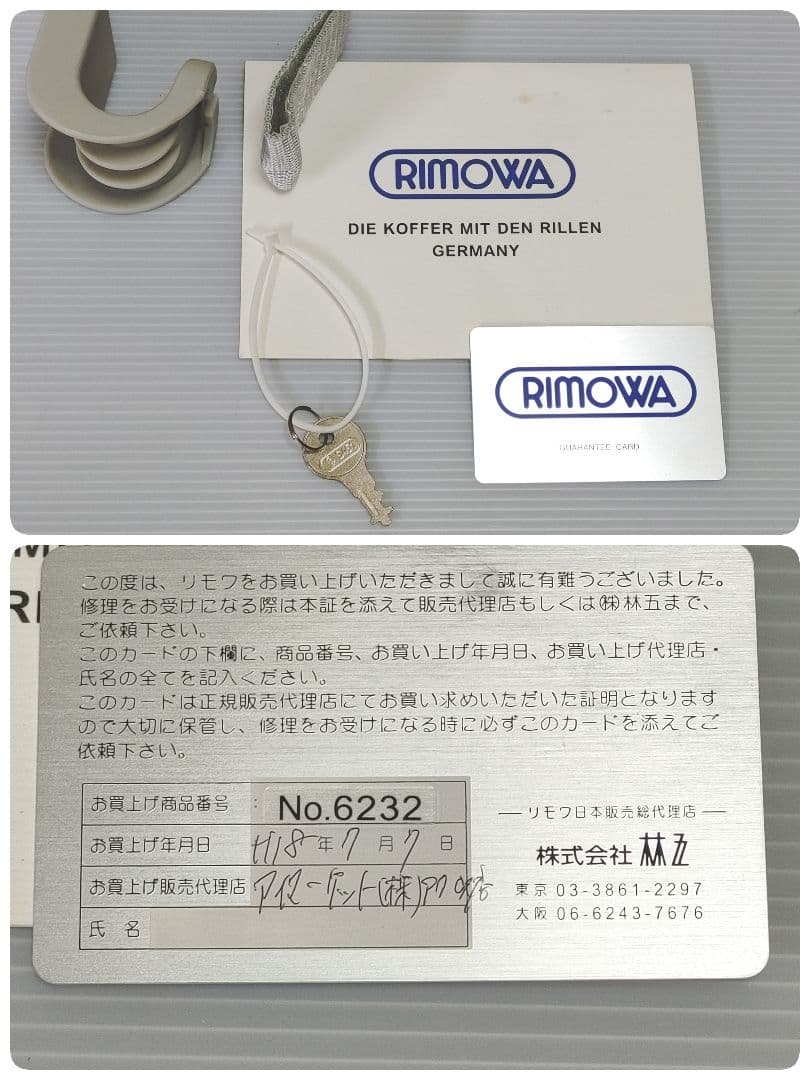 RIMOWA
DIE KOFFER MIT DEN RILLEN
GERMANY
RIMOWA
GUARANTEE CARD
この度は、リモワをお買い上げいただきまして誠に有難うございました。
修理をお受けになる際は本証を添えて販売代理店もしくは㈱林五まで、
ご依頼下さい。
このカードの下欄に、商品番号、お買い上げ年月日、お買い上げ代理店・
氏名の全てを記入ください。
このカードは正規販売代理店にてお買い求めいただいた証明となります
ので大切に保管し、修理をお受けになる時に必ずこのカードを添えてご
依頼下さい。
お買上げ商品番号 : No.6232
お買上げ年月日 H18年7月7日
お買上げ販売代理店 アイマーケット(株)
氏 名
リモワ日本販売総代理店
株式会社 林五
東京 03-3861-2297
大阪 06-6243-7676